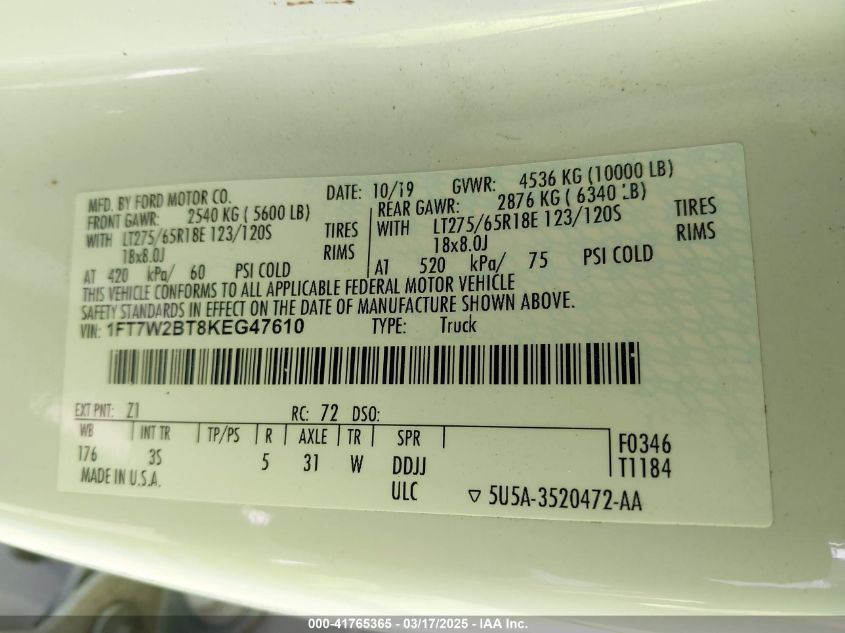 MFD. BY FORD MOTOR CO. DATE: 10/19 GVWR: 4536 KG (10000 LB)
FRONT GAWR: 2540 KG ( 5600 LB) REAR GAWR: 2876 KG ( 6340 LB)
WITH LT275/65R18E 123/120S TIRES WITH LT275/65R18E 123/120S TIRES
18x8.0J RIMS 18x8.0J RIMS
AT 420 kPa/ 60 PSI COLD AT 520 kPa/ 75 PSI COLD
THIS VEHICLE CONFORMS TO ALL APPLICABLE FEDERAL MOTOR VEHICLE
SAFETY STANDARDS IN EFFECT ON THE DATE OF MANUFACTURE SHOWN ABOVE.
VIN: 1FT7W2BT8KEG47610 TYPE: Truck
EXT PNT: Z1 RC: 72 DSO:
WB INT TR TP/PS R AXLE TR SPR F0346
176 3S 5 31 W DDJJ T1184
MADE IN U.S.A. ULC ▽ 5U5A-3520472-AA
000-41765365 - 03/17/2025 - IAA Inc.